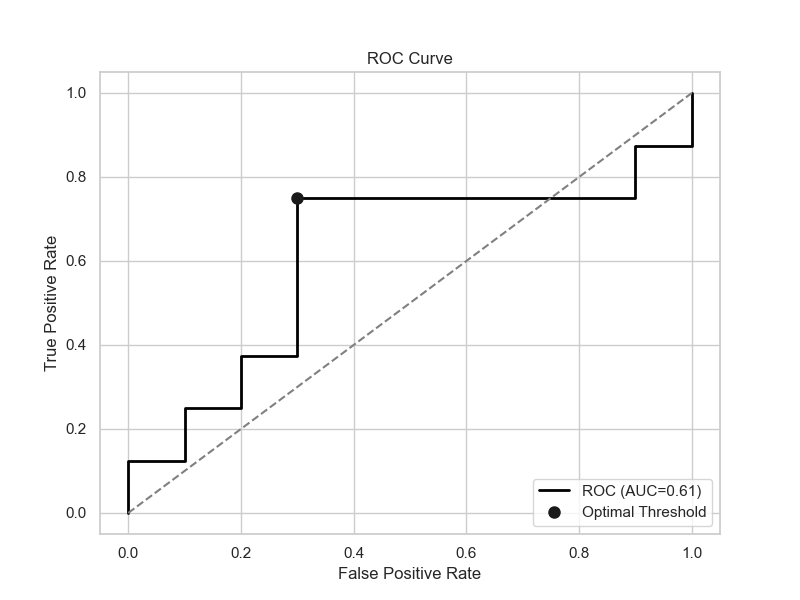 ROC Curve
1.0
0.8
0.6
0.4
0.2
0.0
True Positive Rate
0.0 0.2 0.4 0.6 0.8 1.0
False Positive Rate
ROC (AUC=0.61)
Optimal Threshold